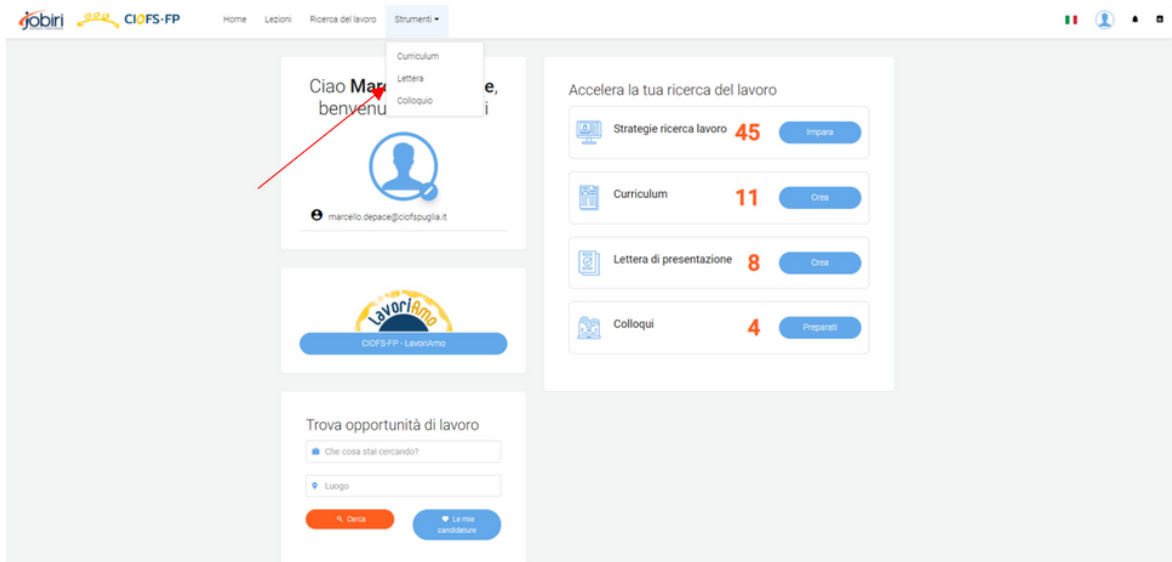 jobiri
CIOFS-FP
Home Lezioni Ricerca del lavoro Strumenti
Curriculum
Lettera
Colloquio
Ciao Mar e,
benvenu i
marcello.depace@ciofspuglia.it
LavoriAmo
CIOFS-FP - LavoriAmo
Trova opportunità di lavoro
Che cosa stai cercando?
Luogo
Cerca
Le mie
candidature
Accelera la tua ricerca del lavoro
Strategie ricerca lavoro 45 Impara
Curriculum 11 Crea
Lettera di presentazione 8 Crea
Colloqui 4 Preparati